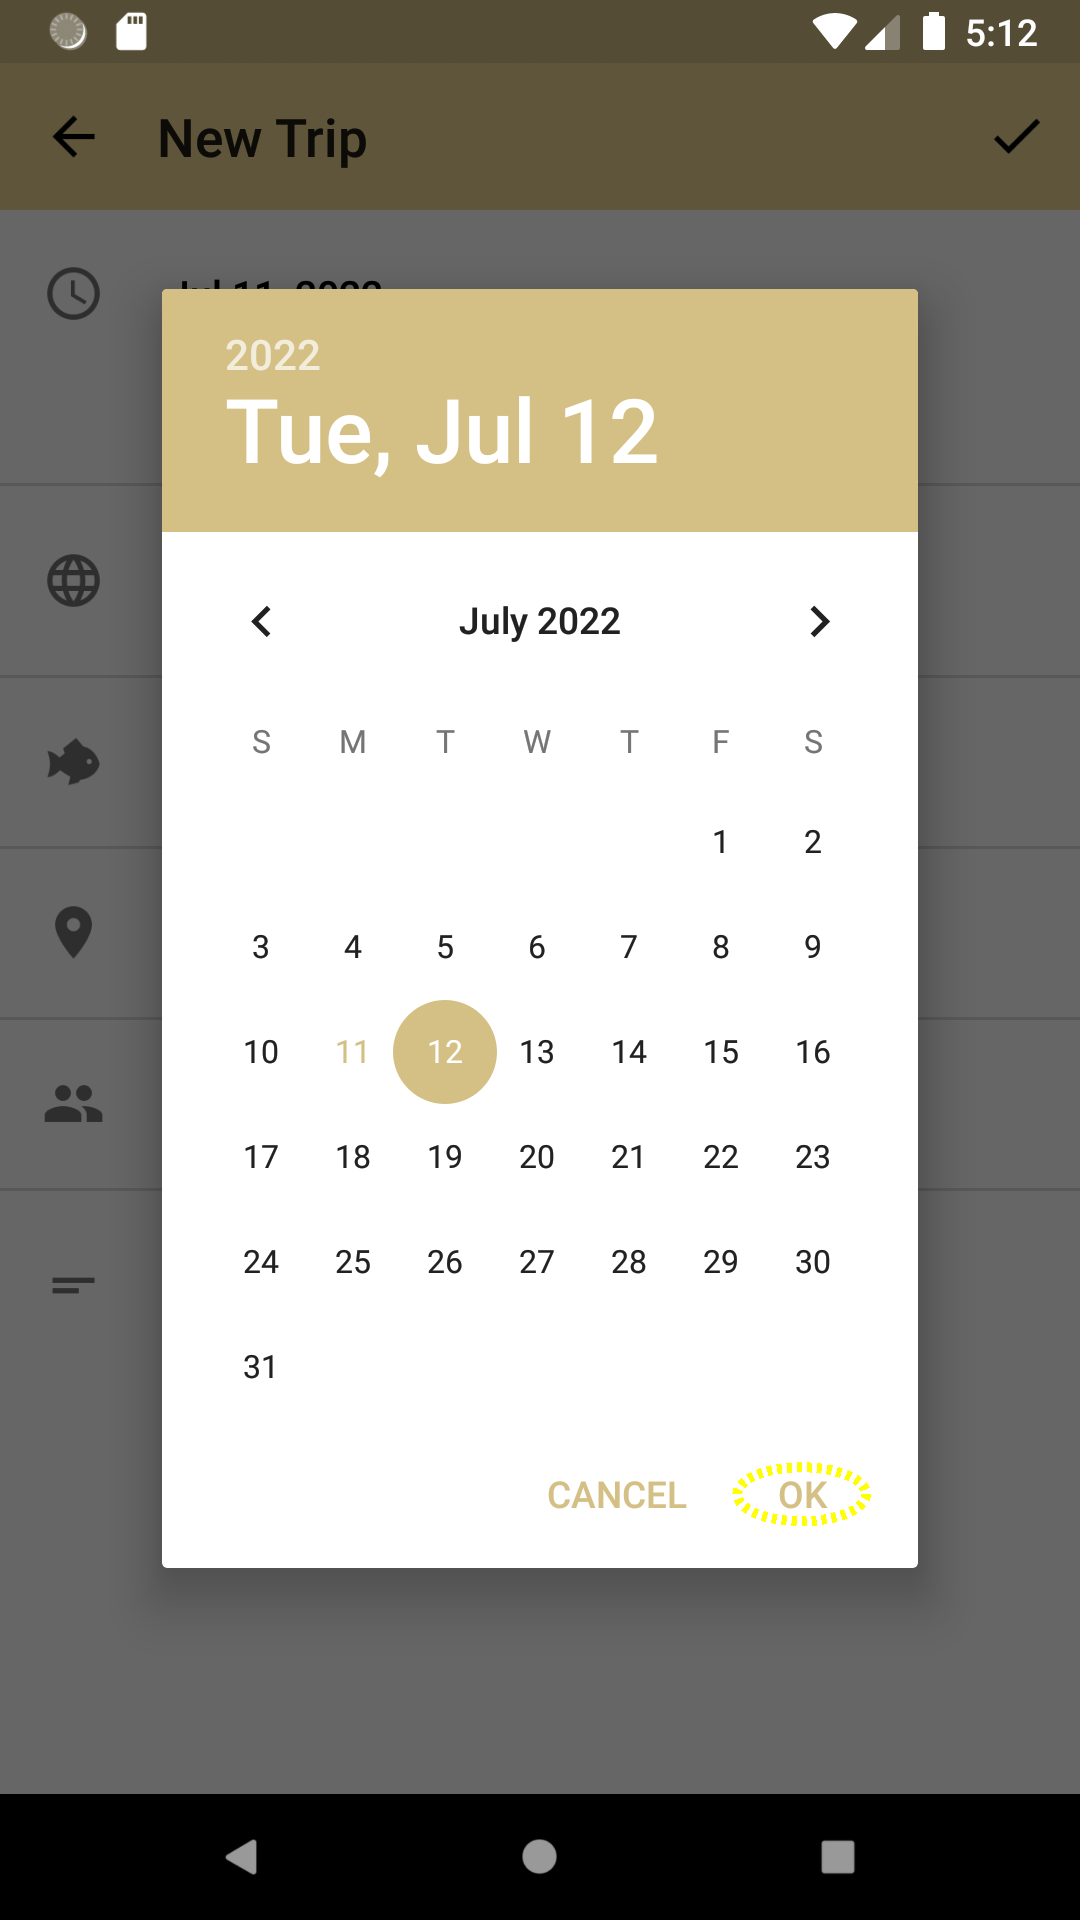 5:12
New Trip
Jul 11, 2022
2022
Tue, Jul 12
July 2022
S M T W T F S
1 2
3 4 5 6 7 8 9
10 11 12 13 14 15 16
17 18 19 20 21 22 23
24 25 26 27 28 29 30
31
CANCEL OK